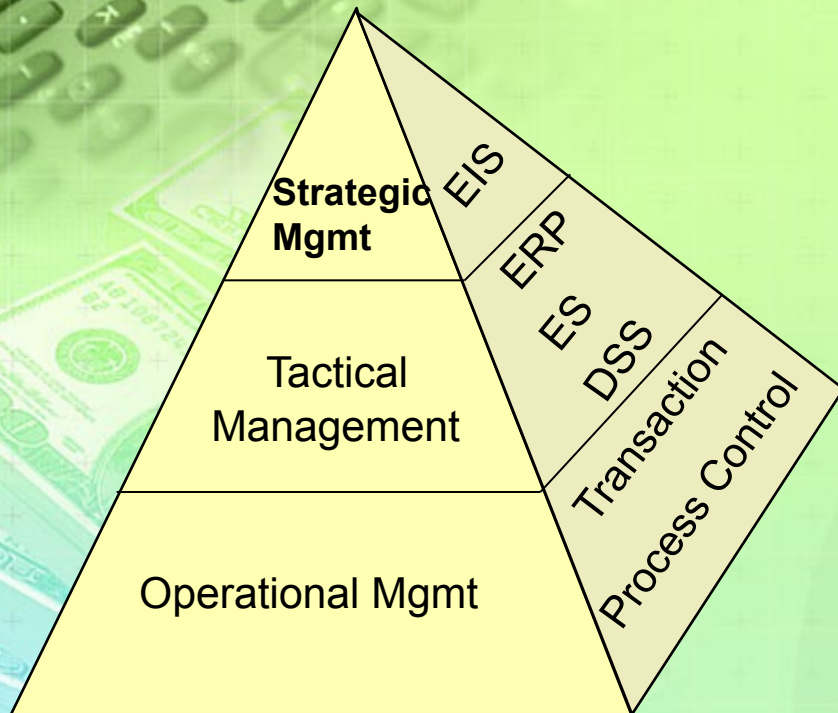 Strategic
Mgmt
EIS
ERP
ES
DSS
Tactical
Management
Transaction
Process Control
Operational Mgmt